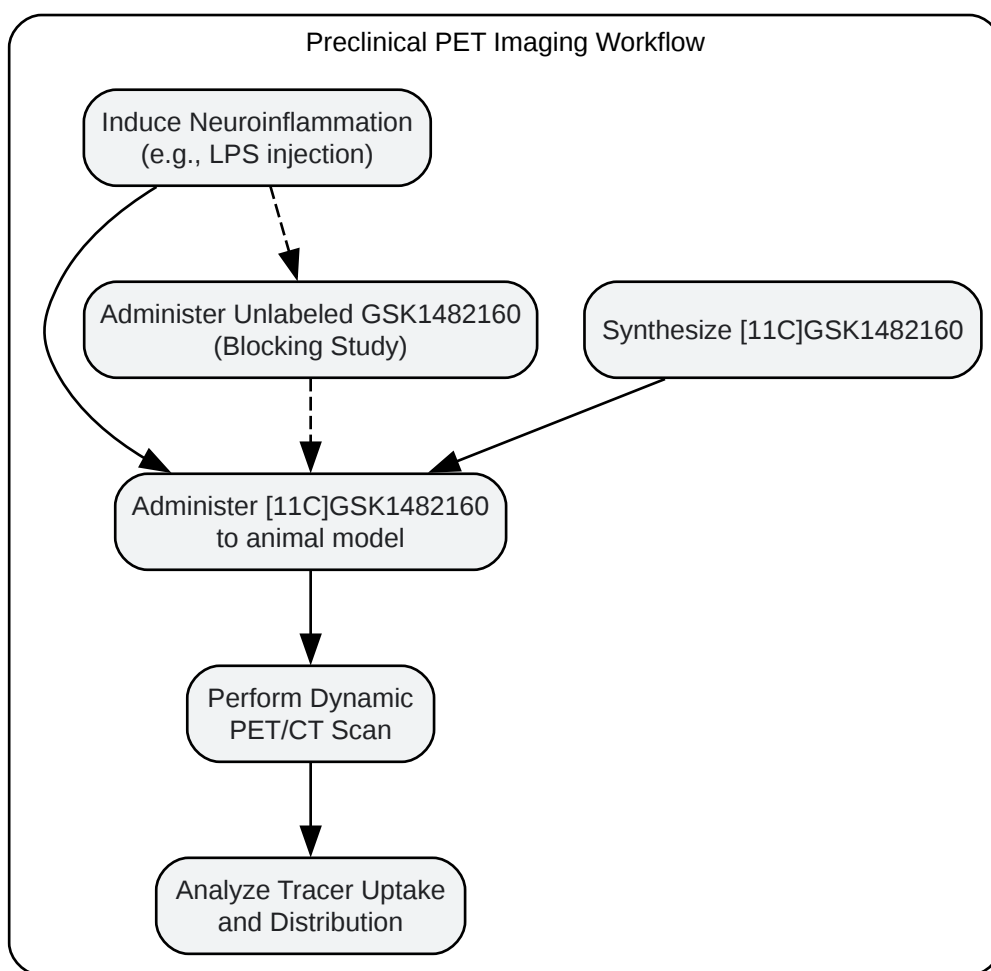 Preclinical PET Imaging Workflow
Induce Neuroinflammation
(e.g., LPS injection)
Administer Unlabeled GSK1482160
(Blocking Study)
Synthesize [11C]GSK1482160
Administer [11C]GSK1482160
to animal model
Perform Dynamic
PET/CT Scan
Analyze Tracer Uptake
and Distribution